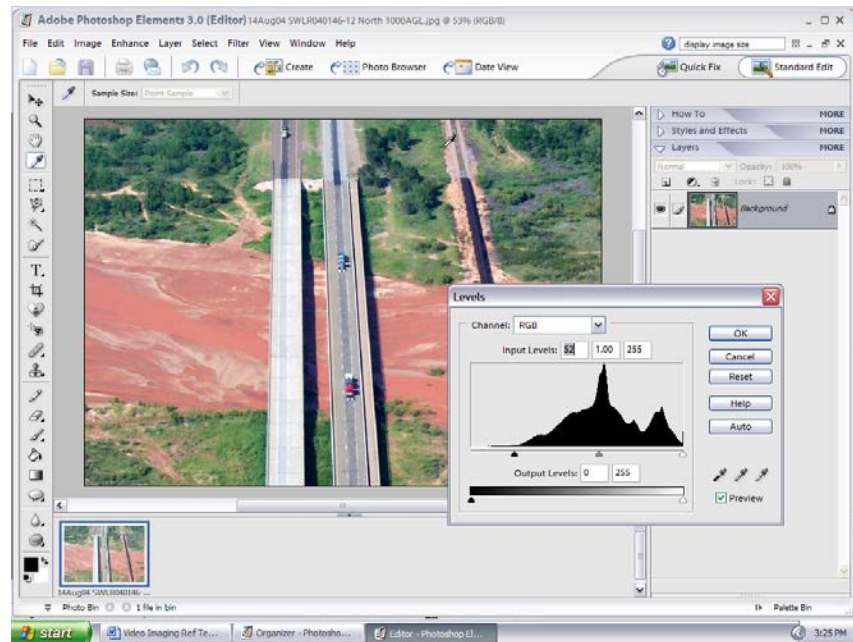 Adobe Photoshop Elements 3.0 (Editor) 14Aug04 SWLR040146-12 North 1000AGL.jpg @ 53% (RGB/8)
File Edit Image Enhance Layer Select Filter View Window Help
display image size
Create Photo Browser Date View
Quick Fix Standard Edit
Sample Size: Point Sample
How To MORE
Styles and Effects MORE
Layers MORE
Normal Opacity: 100%
Lock:
Background
Levels
Channel: RGB
Input Levels: 52 1.00 255
OK
Cancel
Reset
Help
Auto
Output Levels: 0 255
Preview
14Aug04 SWLR040146-...
Photo Bin 1 file in bin
Palette Bin
start Video Imaging Ref Te... Organizer - Photosho... Editor - Photoshop El... 3:25 PM